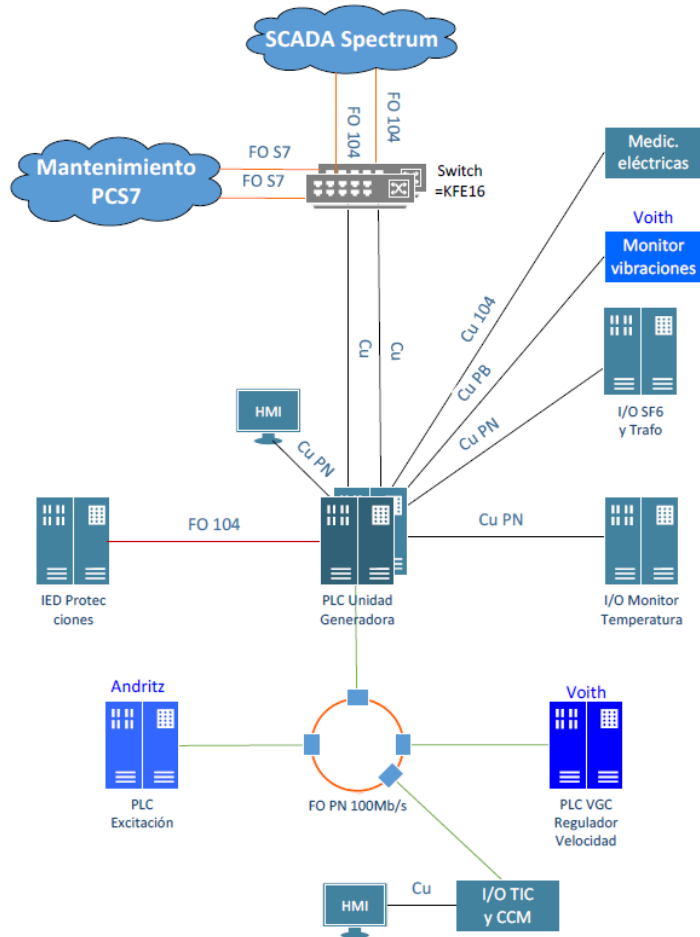 SCADA Spectrum
FO 104
FO 104
FO S7
FO S7
Mantenimiento
PCS7
Switch
=KFE16
Medic.
eléctricas
Voith
Monitor
vibraciones
Cu 104
Cu PB
Cu PN
I/O SF6
y Trafo
Cu
Cu
HMI
Cu PN
FO 104
Cu PN
IED Protec
ciones
PLC Unidad
Generadora
I/O Monitor
Temperatura
Andritz
Voith
PLC
Excitación
FO PN 100Mb/s
PLC VGC
Regulador
Velocidad
HMI
Cu
I/O TIC
y CCM